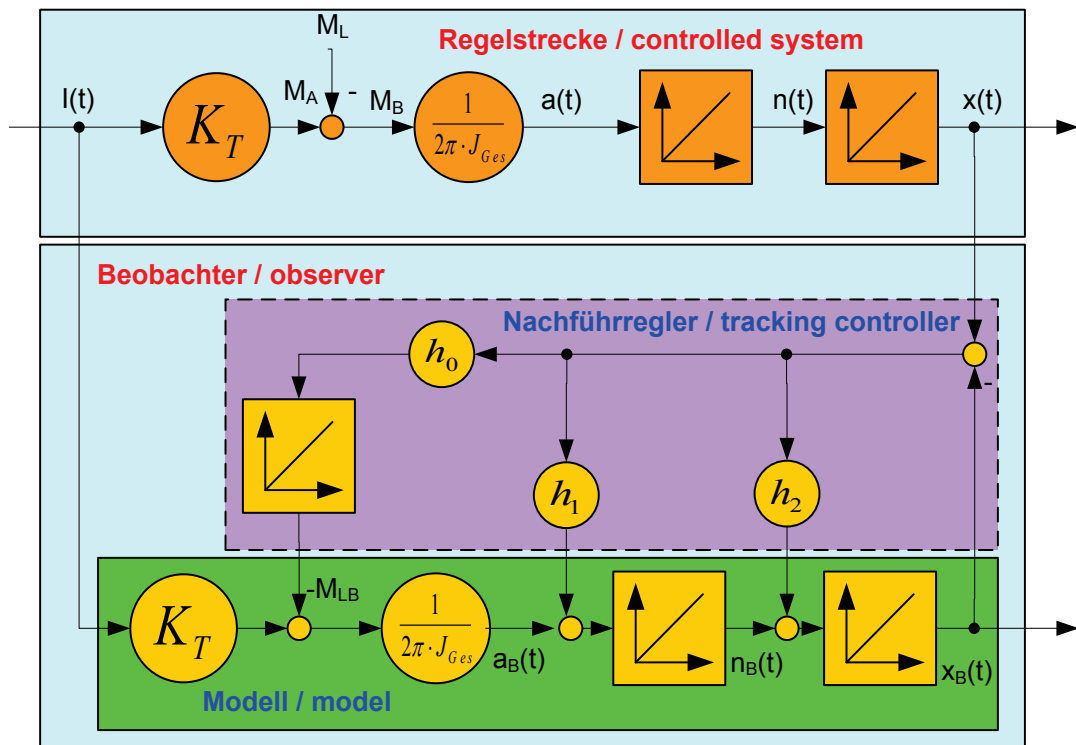 M_L
Regelstrecke / controlled system
I(t)
K_T
M_A
-
M_B
1
2π · J_Ges
a(t)
n(t)
x(t)
Beobachter / observer
Nachführregler / tracking controller
h_0
-
h_1
h_2
K_T
-M_LB
1
2π · J_Ges
a_B(t)
n_B(t)
x_B(t)
Modell / model